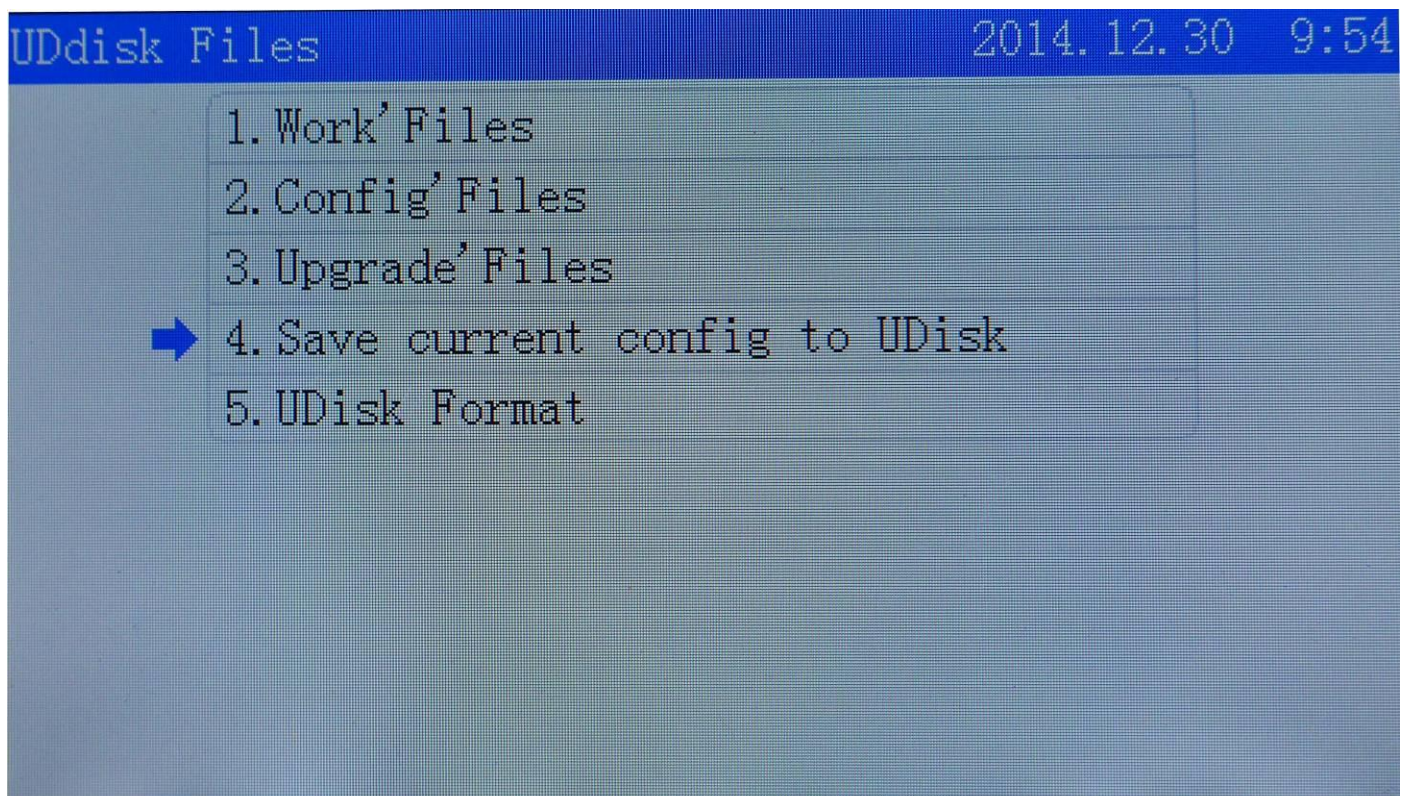 UDdisk Files 2014.12.30 9:54
1.Work'Files
2.Config'Files
3.Upgrade'Files
4.Save current config to UDisk
5.UDisk Format